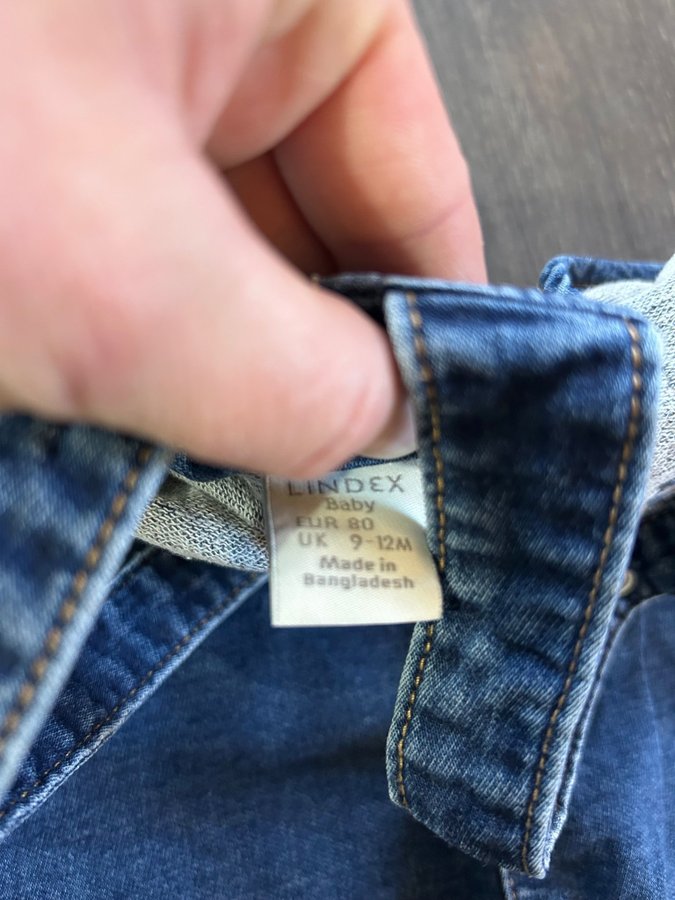 LINDEX
Baby
EUR 80
UK 9-12M
Made in
Bangladesh